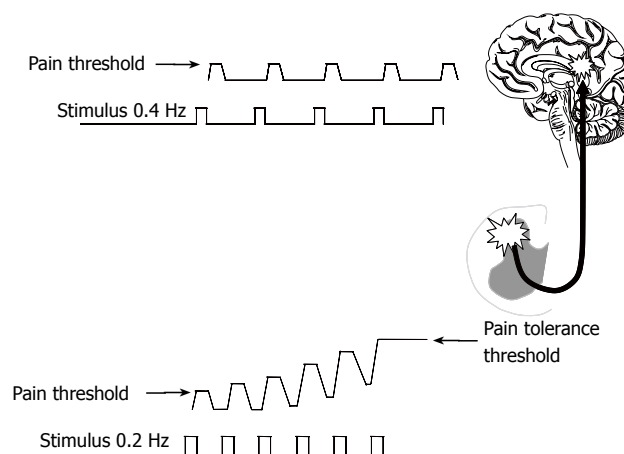 Pain threshold
Stimulus 0.4 Hz
Pain tolerance
threshold
Pain threshold
Stimulus 0.2 Hz